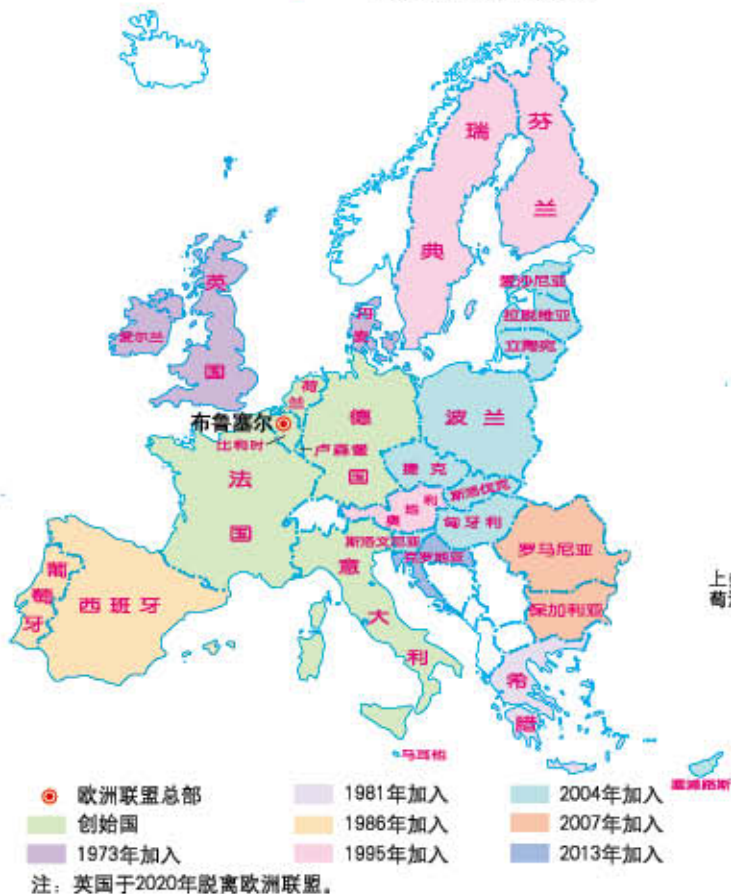 瑞典
芬兰
爱沙尼亚
拉脱维亚
立陶宛
英国
爱尔兰
丹麦
荷兰
布鲁塞尔
比利时
卢森堡
德国
波兰
捷克
斯洛伐克
法国
奥地利
匈牙利
斯洛文尼亚
克罗地亚
罗马尼亚
保加利亚
意大利
葡萄牙
西班牙
希腊
马耳他
塞浦路斯
欧洲联盟总部
创始国
1973年加入
1981年加入
1986年加入
1995年加入
2004年加入
2007年加入
2013年加入
注:英国于2020年脱离欧洲联盟。